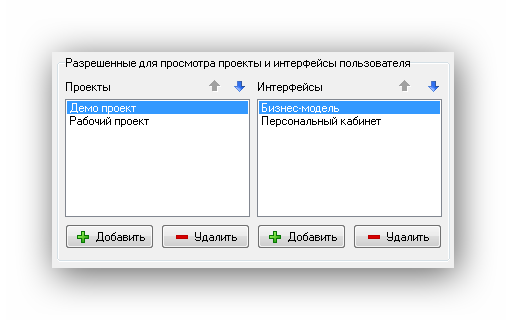 Разрешенные для просмотра проекты и интерфейсы пользователя
Проекты
Демо проект
Рабочий проект
Добавить
Удалить
Интерфейсы
Бизнес-модель
Персональный кабинет
Добавить
Удалить